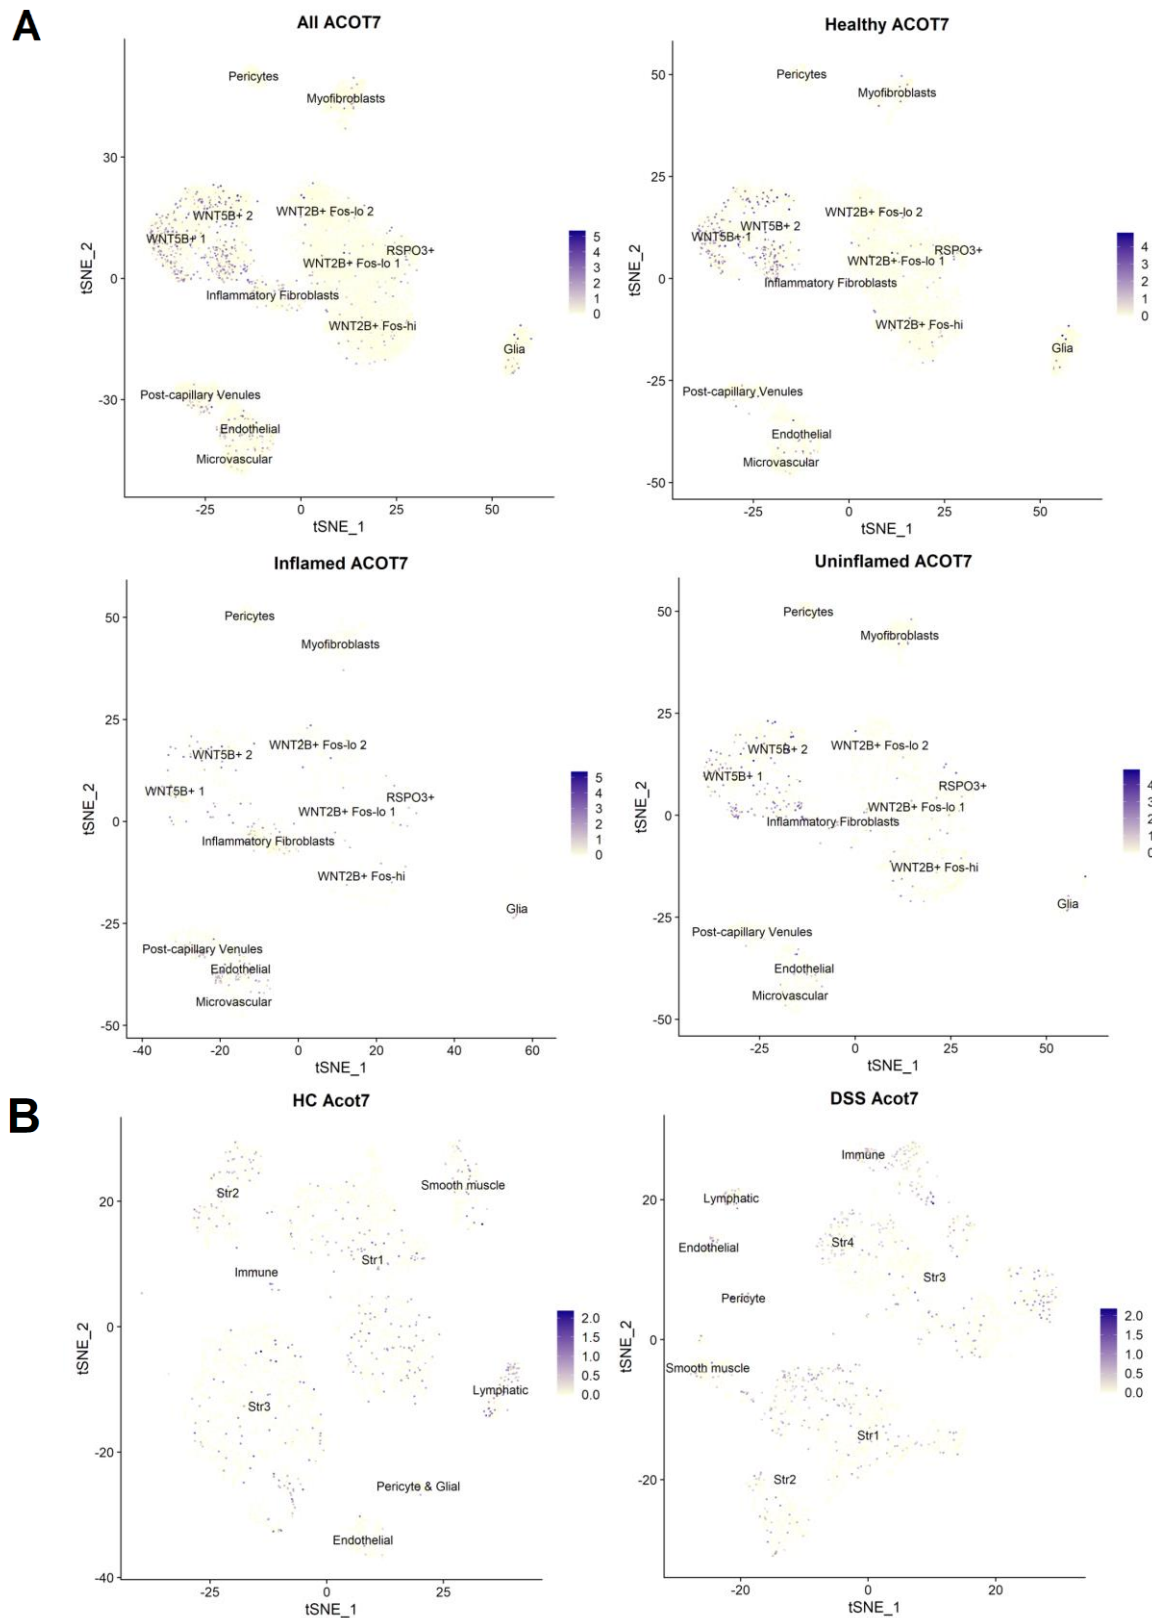 A
All ACOT7
Pericytes
Myofibroblasts
30
WNT5B+ 2
WNT2B+ Fos-lo 2
WNT5B+ 1
RSPO3+
WNT2B+ Fos-lo 1
0
Inflammatory Fibroblasts
WNT2B+ Fos-hi
Glia
Post-capillary Venules
-30
Endothelial
Microvascular
tSNE_2
-25 0 25 50
tSNE_1
5
4
3
2
1
0
Healthy ACOT7
50
Pericytes
Myofibroblasts
25
WNT2B+ Fos-lo 2
WNT5B+ 2
WNT5B+ 1
RSPO3+
WNT2B+ Fos-lo 1
0
Inflammatory Fibroblasts
WNT2B+ Fos-hi
Glia
-25
Post-capillary Venules
Endothelial
Microvascular
-50
tSNE_2
-25 0 25 50
tSNE_1
4
3
2
1
0
Inflamed ACOT7
50
Pericytes
Myofibroblasts
25
WNT2B+ Fos-lo 2
WNT5B+ 2
WNT5B+ 1
RSPO3+
WNT2B+ Fos-lo 1
0
Inflammatory Fibroblasts
WNT2B+ Fos-hi
Glia
-25
Post-capillary Venules
Endothelial
Microvascular
-50
tSNE_2
-40 -20 0 20 40 60
tSNE_1
5
4
3
2
1
0
Uninflamed ACOT7
50
Pericytes
Myofibroblasts
25
WNT2B+ Fos-lo 2
WNT5B+ 2
WNT5B+ 1
RSPO3+
WNT2B+ Fos-lo 1
0
Inflammatory Fibroblasts
WNT2B+ Fos-hi
Glia
-25
Post-capillary Venules
Endothelial
Microvascular
-50
tSNE_2
-25 0 25 50
tSNE_1
4
3
2
1
0
B
HC Acot7
Smooth muscle
Str2
20
Str1
Immune
0
Lymphatic
Str3
-20
Pericyte & Glial
Endothelial
-40
tSNE_2
-25 0 25
tSNE_1
2.0
1.5
1.0
0.5
0.0
DSS Acot7
Immune
20
Lymphatic
Str4
Endothelial
Str3
Pericyte
0
Smooth muscle
Str1
Str2
-20
tSNE_2
-20 0 20
tSNE_1
2.0
1.5
1.0
0.5
0.0